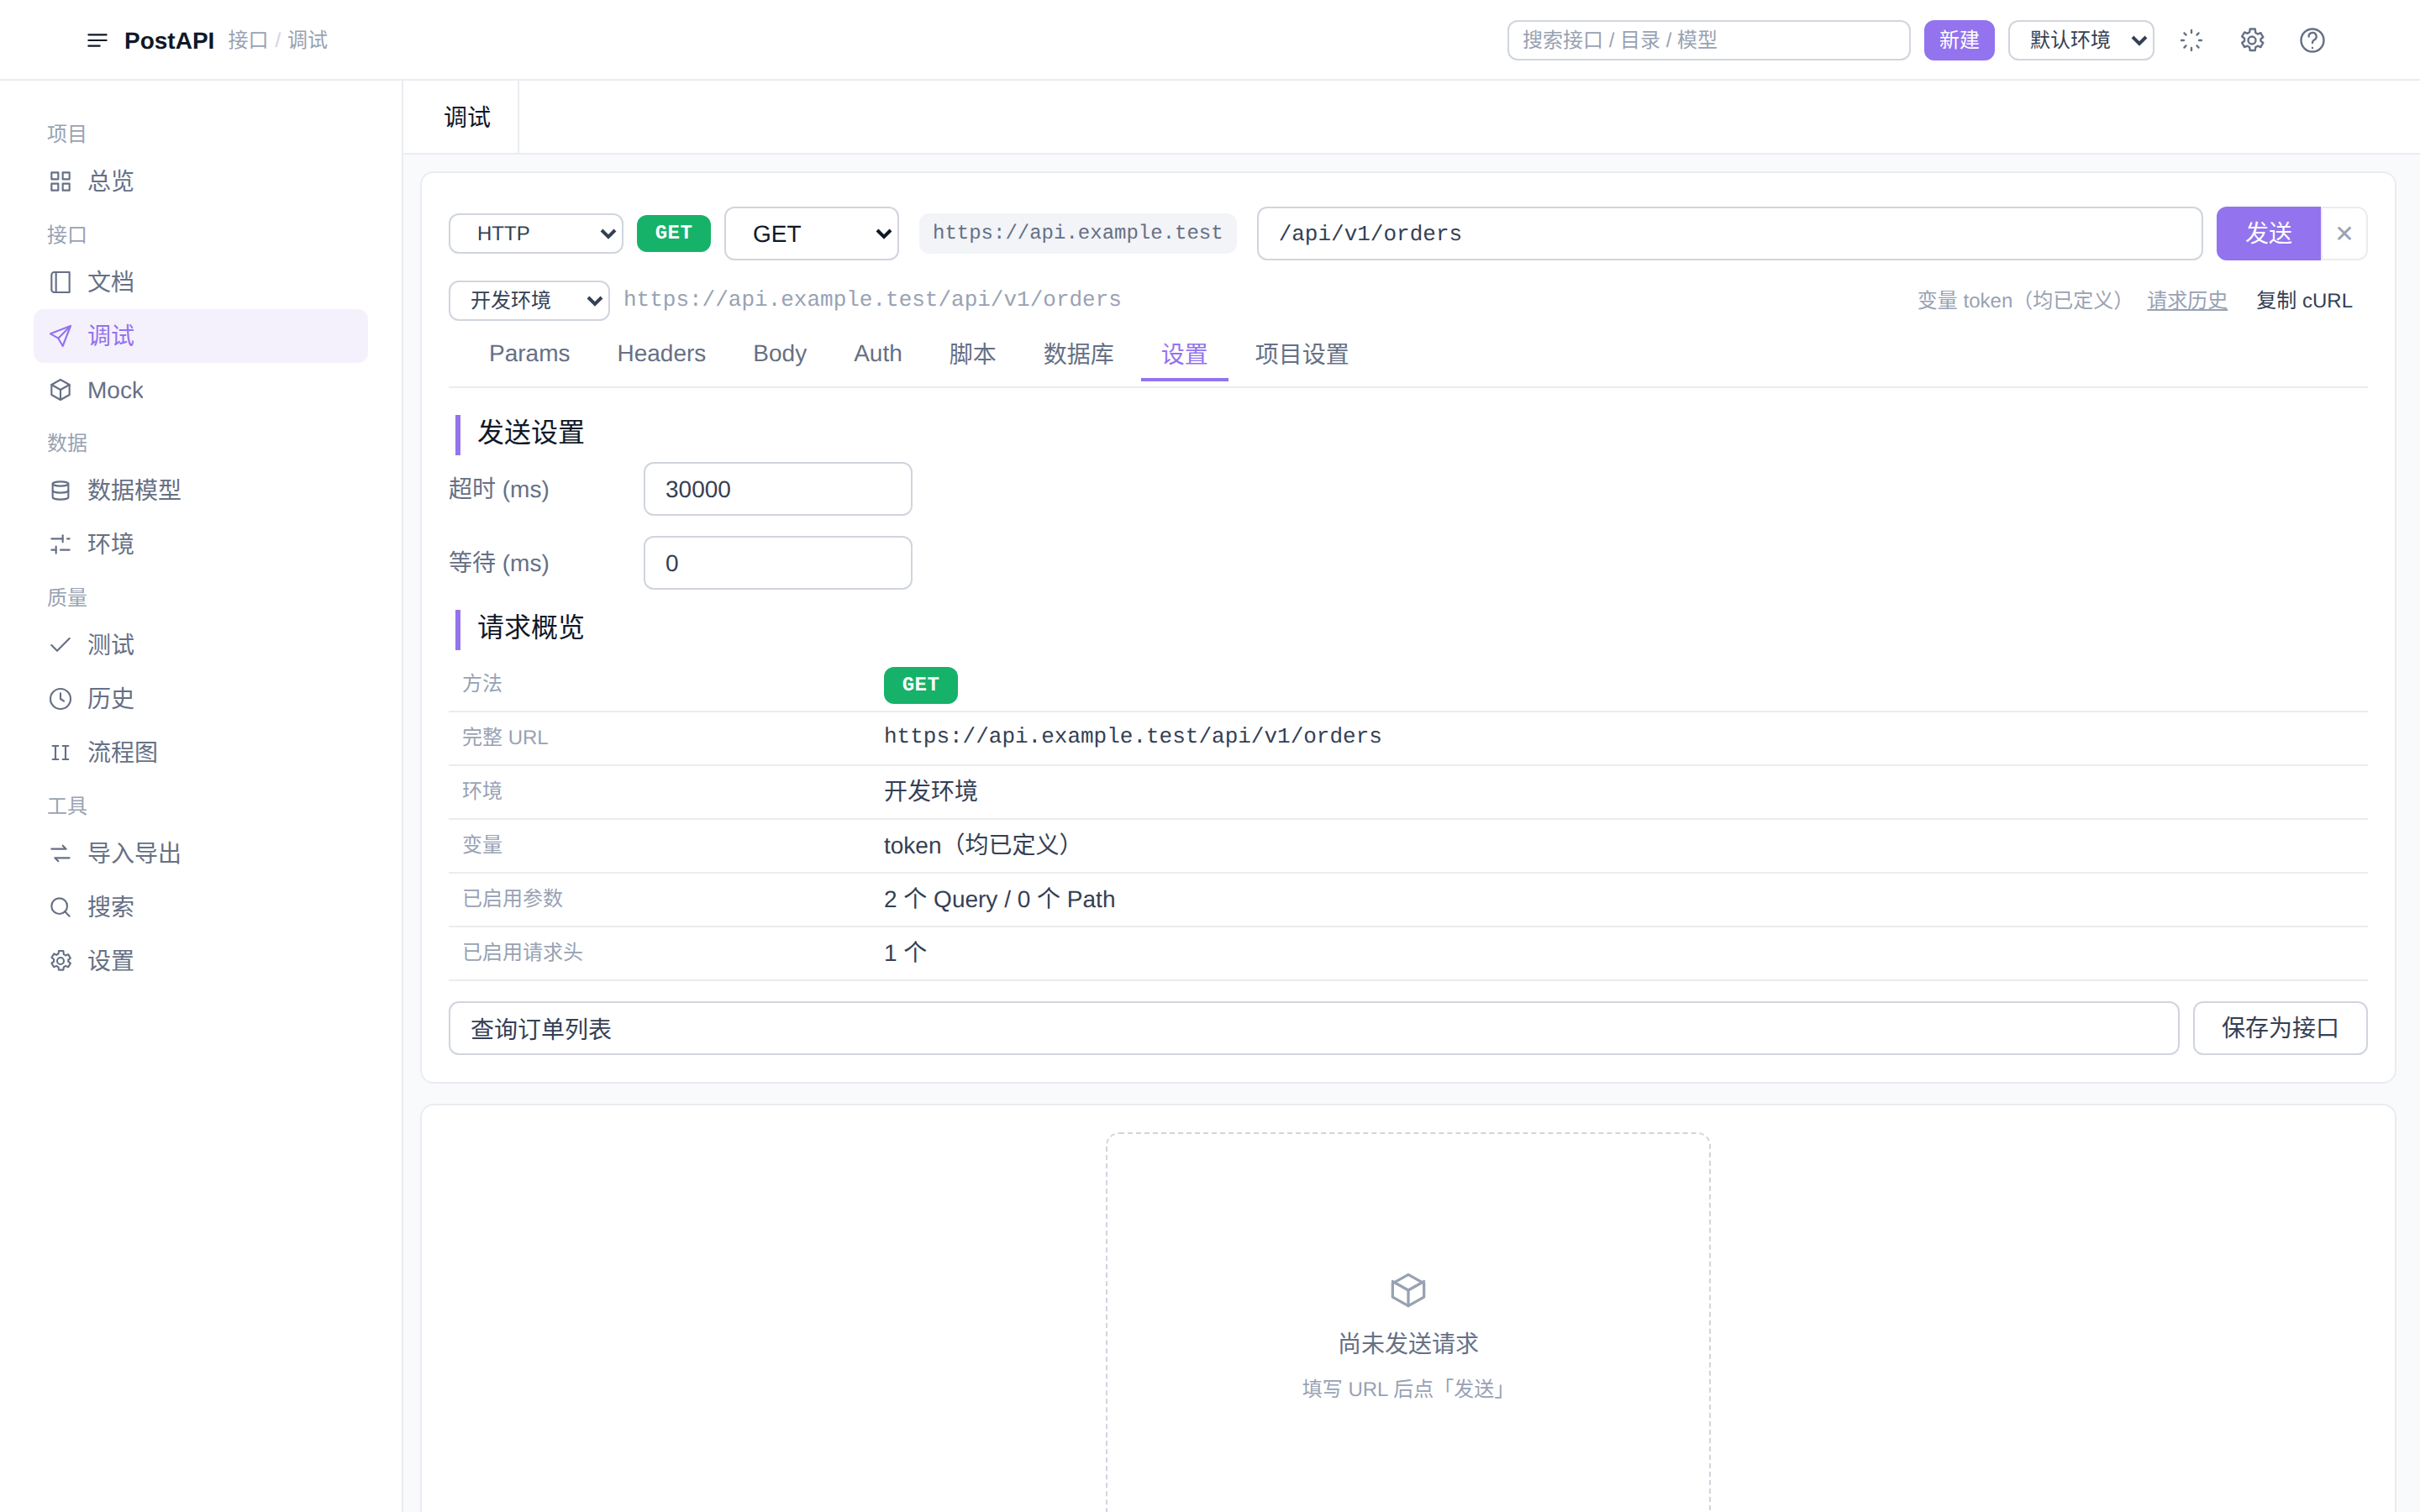 PostAPI 接口 / 调试
搜索接口 / 目录 / 模型
新建
默认环境
项目
总览
接口
文档
调试
Mock
数据
数据模型
环境
质量
测试
历史
流程图
工具
导入导出
搜索
设置
调试
HTTP GET GET https://api.example.test /api/v1/orders 发送 ✕
开发环境 https://api.example.test/api/v1/orders 变量 token（均已定义） 请求历史 复制 cURL
Params Headers Body Auth 脚本 数据库 设置 项目设置
发送设置
超时 (ms) 30000
等待 (ms) 0
请求概览
方法 GET
完整 URL https://api.example.test/api/v1/orders
环境 开发环境
变量 token（均已定义）
已启用参数 2 个 Query / 0 个 Path
已启用请求头 1 个
查询订单列表 保存为接口
尚未发送请求
填写 URL 后点「发送」